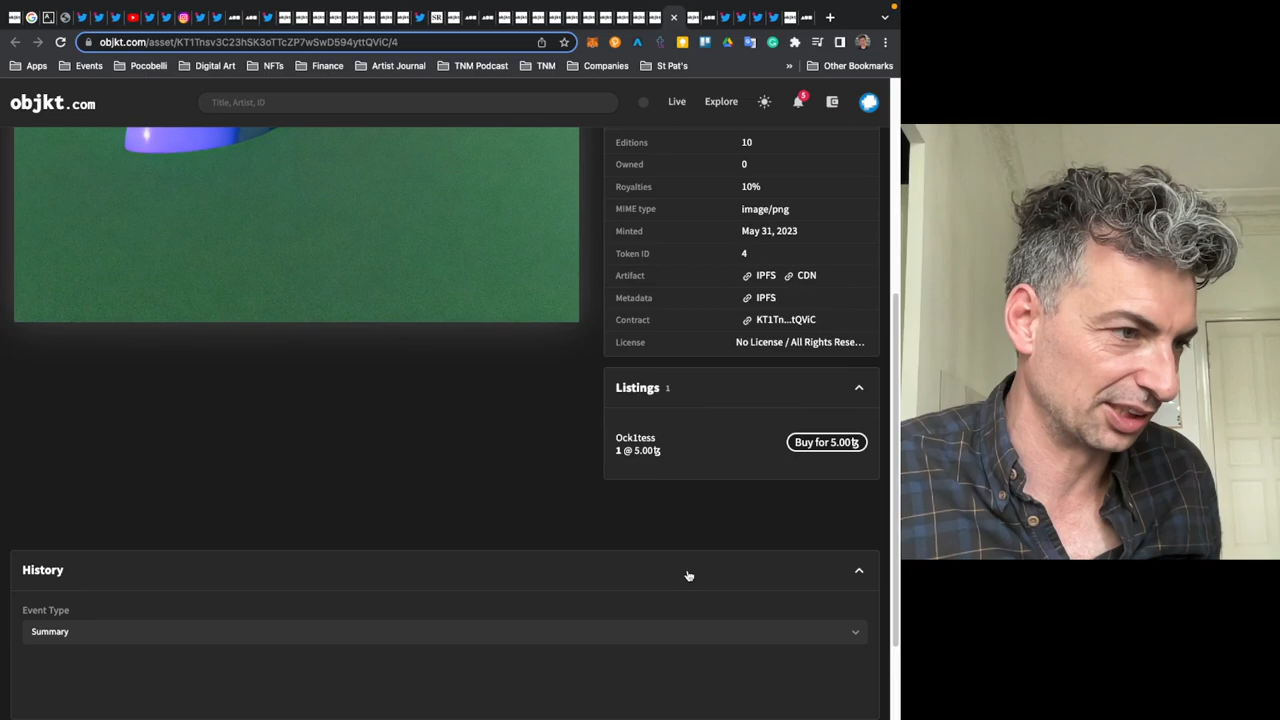 objkt.com/asset/KT1Tnsv3C23hSK3oTTcZP7wSwD594yttQViC/4
Apps Events Pocobelli Digital Art NFTs Finance Artist Journal TNM Podcast TNM Companies St Pat's » Other Bookmarks
objkt.com Title, Artist, ID Live Explore 5
Editions 10
Owned 0
Royalties 10%
MIME type image/png
Minted May 31, 2023
Token ID 4
Artifact IPFS CDN
Metadata IPFS
Contract KT1Tn...tQViC
License No License / All Rights Rese...
Listings 1
Ock1tess
1 @ 5.00ꜩ
Buy for 5.00ꜩ
History
Event Type
Summary